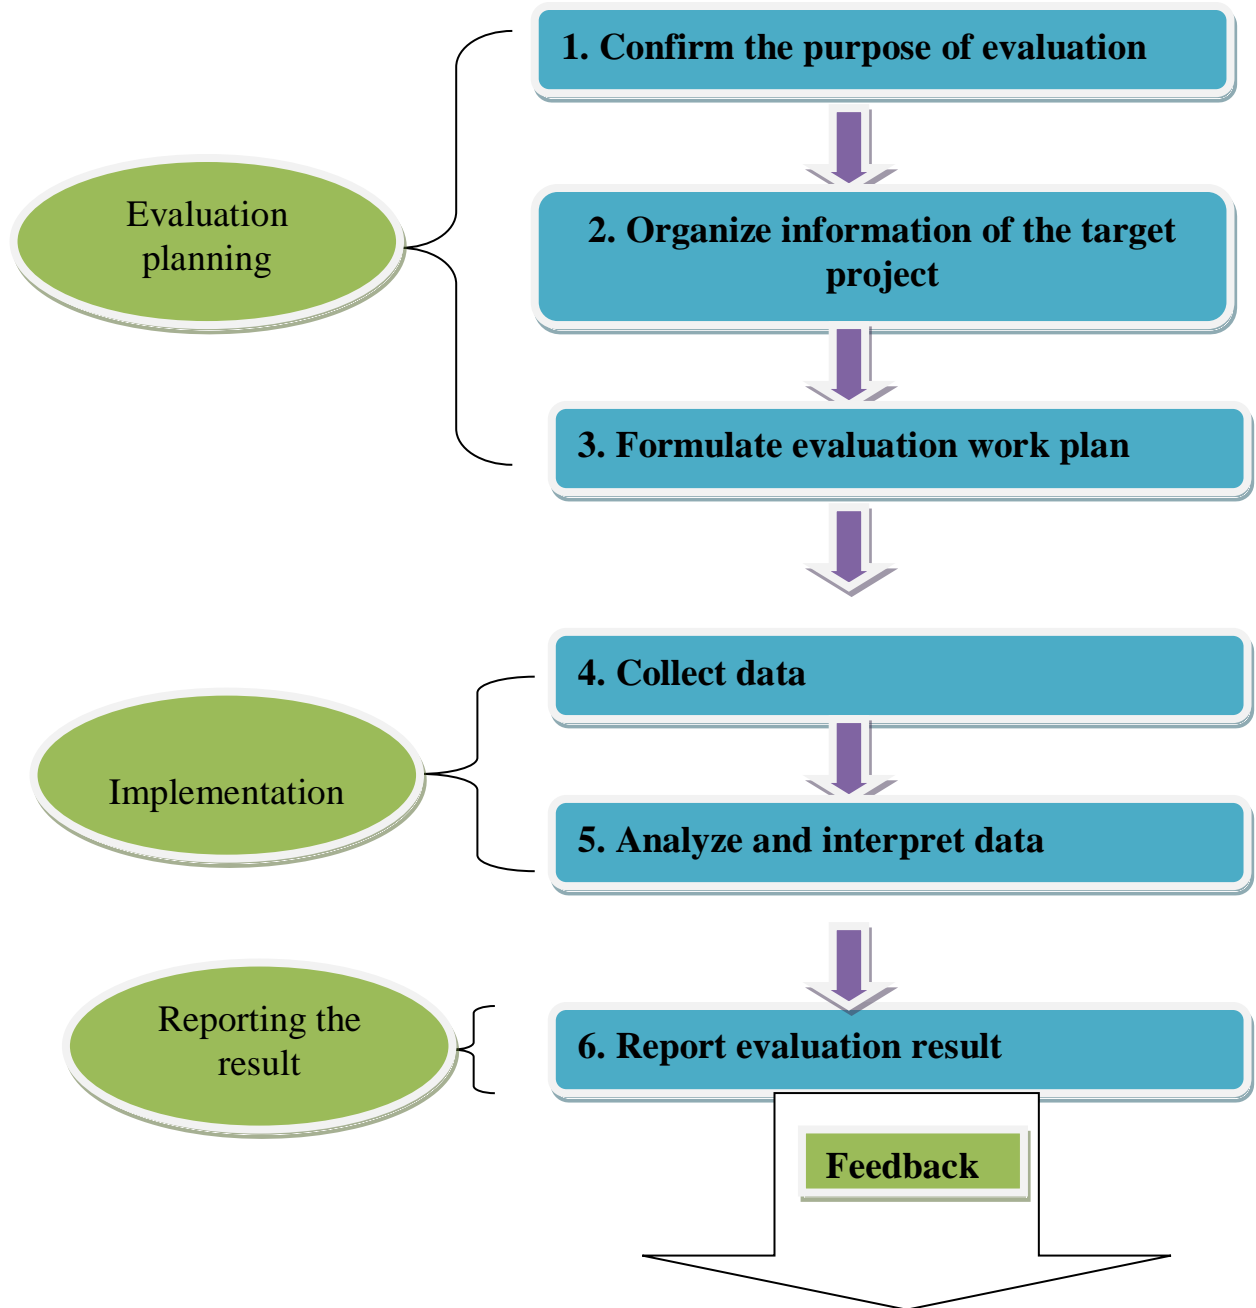 1. Confirm the purpose of evaluation
Evaluation
planning
2. Organize information of the target
project
3. Formulate evaluation work plan
4. Collect data
Implementation
5. Analyze and interpret data
Reporting the
result
6. Report evaluation result
Feedback